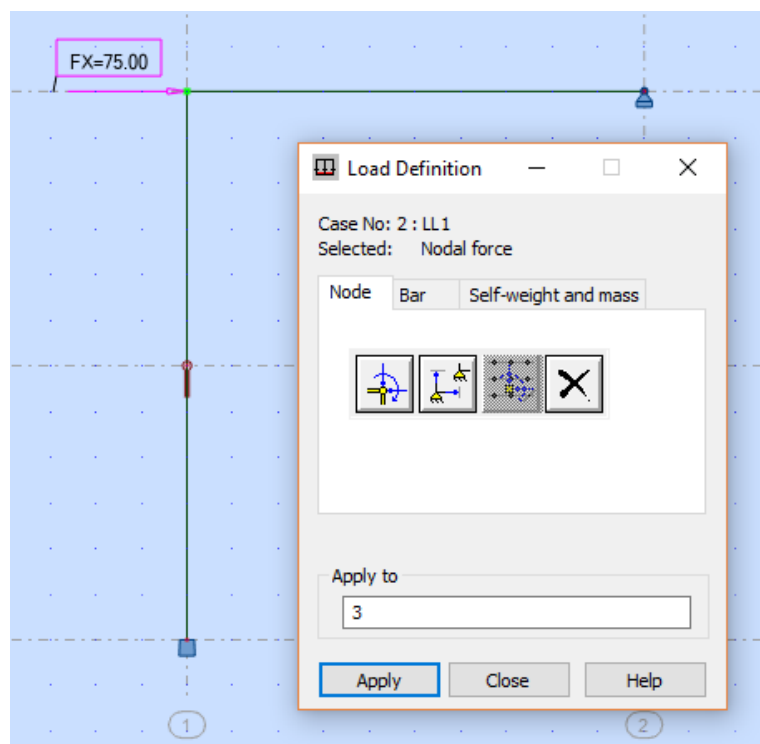 FX=75.00
Load Definition
Case No: 2 : LL1
Selected: Nodal force
Node Bar Self-weight and mass
Apply to
3
Apply Close Help
1 2